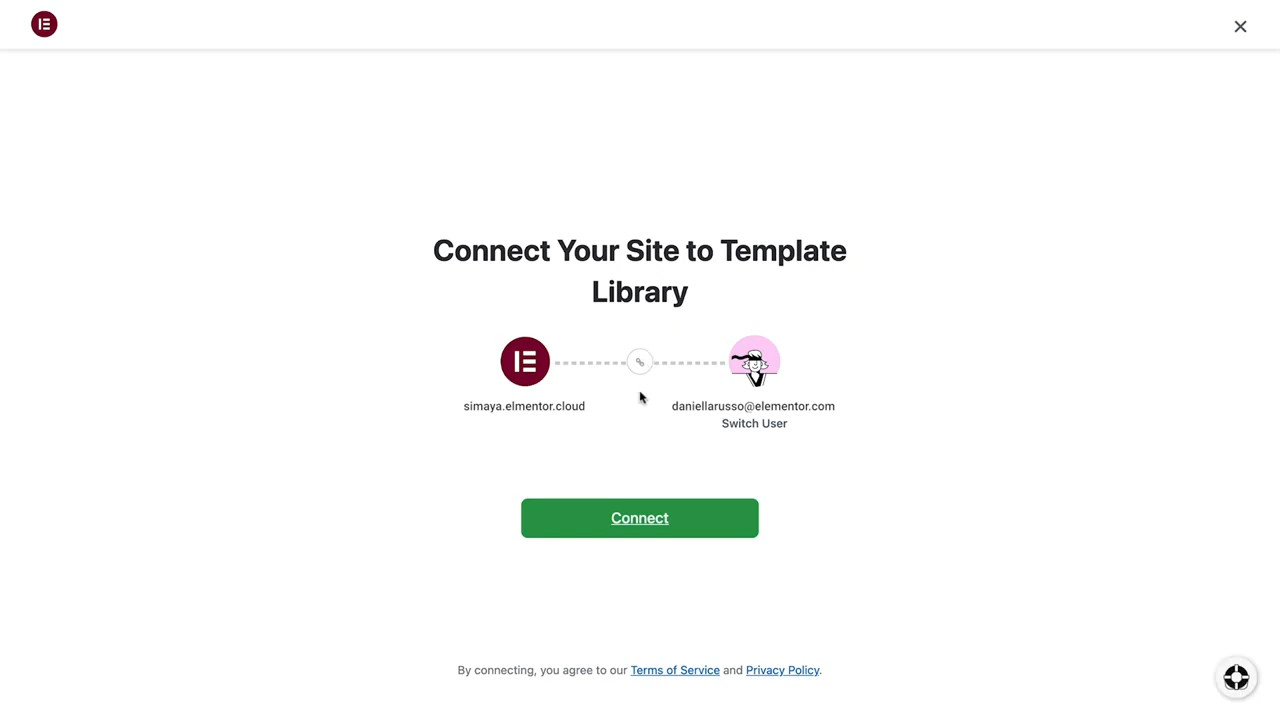 Connect Your Site to Template
Library
simaya.elmentor.cloud
daniellarusso@elementor.com
Switch User
Connect
By connecting, you agree to our Terms of Service and Privacy Policy.